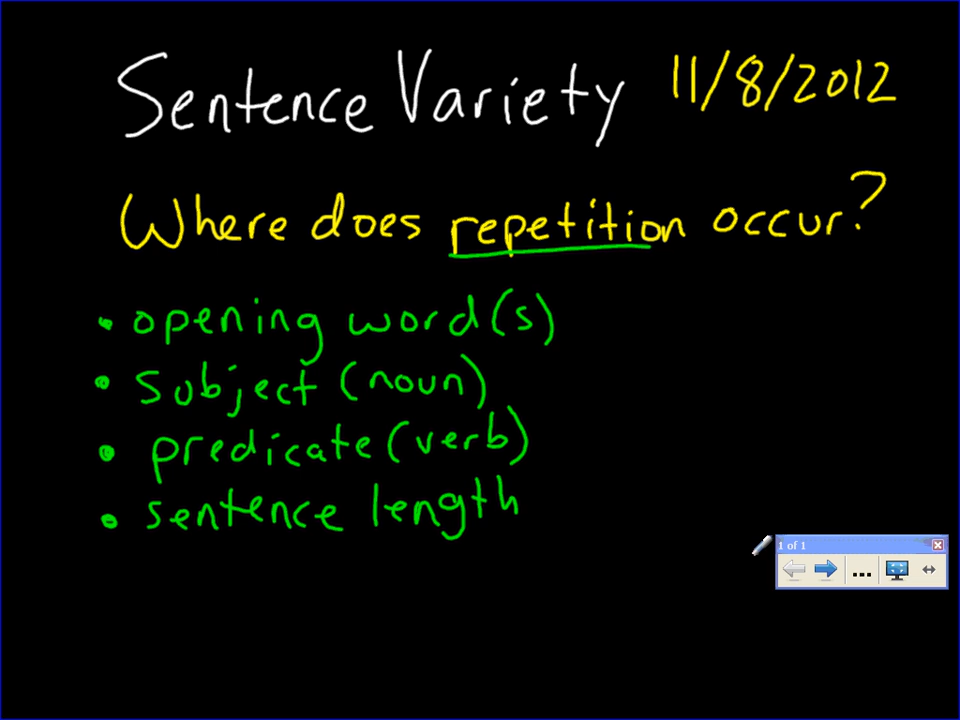 Sentence Variety 11/8/2012
Where does repetition occur?
• opening word(s)
• subject (noun)
• predicate (verb)
• sentence length
1 of 1
...